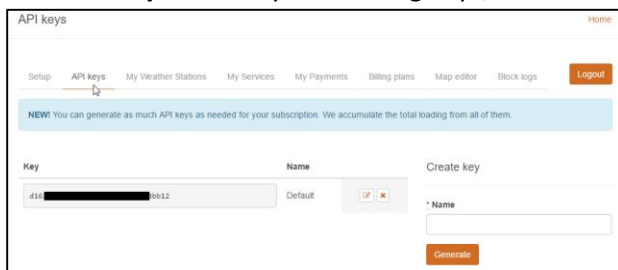 API keys
Home
Setup API keys My Weather Stations My Services My Payments Billing plans Map editor Block logs Logout
NEW! You can generate as much API keys as needed for your subscription. We accumulate the total loading from all of them.
Key Name Create key
d16 bb12 Default
* Name
Generate